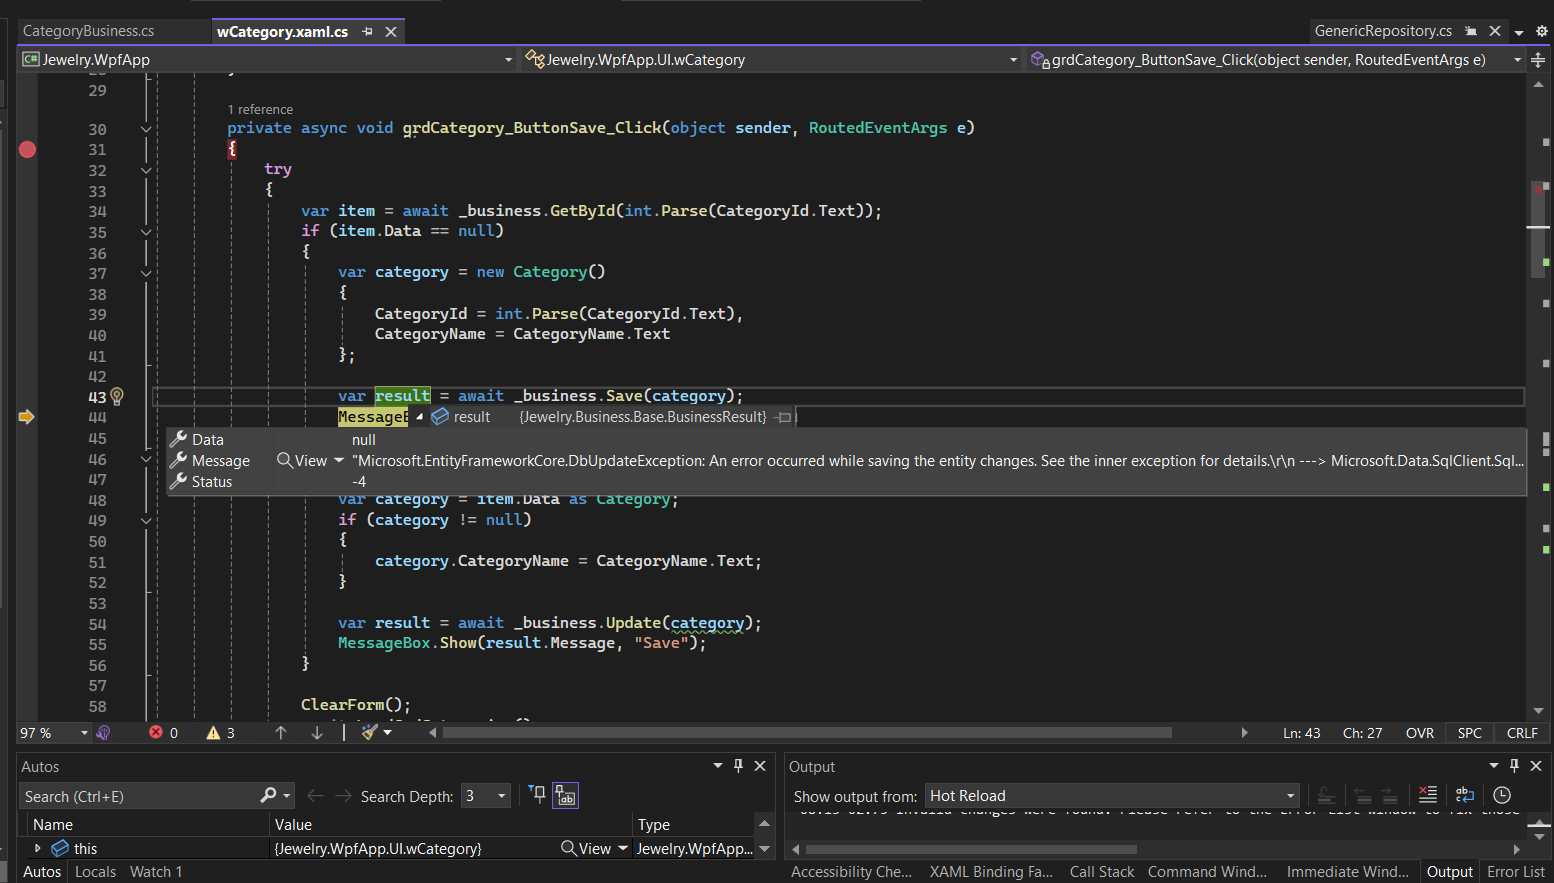 CategoryBusiness.cs wCategory.xaml.cs GenericRepository.cs
C# Jewelry.WpfApp Jewelry.WpfApp.UI.wCategory grdCategory_ButtonSave_Click(object sender, RoutedEventArgs e)
29
1 reference
30 private async void grdCategory_ButtonSave_Click(object sender, RoutedEventArgs e)
31 {
32 try
33 {
34 var item = await _business.GetById(int.Parse(CategoryId.Text));
35 if (item.Data == null)
36 {
37 var category = new Category()
38 {
39 CategoryId = int.Parse(CategoryId.Text),
40 CategoryName = CategoryName.Text
41 };
42
43 var result = await _business.Save(category);
44 Message result {Jewelry.Business.Base.BusinessResult}
45 Data null
46 Message View "Microsoft.EntityFrameworkCore.DbUpdateException: An error occurred while saving the entity changes. See the inner exception for details.\r\n ---> Microsoft.Data.SqlClient.Sql...
47 Status -4
48 var category = item.Data as Category;
49 if (category != null)
50 {
51 category.CategoryName = CategoryName.Text;
52 }
53
54 var result = await _business.Update(category);
55 MessageBox.Show(result.Message, "Save");
56 }
57
58 ClearForm();
97 % 0 3 Ln: 43 Ch: 27 OVR SPC CRLF
Autos
Search (Ctrl+E) Search Depth: 3
Name Value Type
this {Jewelry.WpfApp.UI.wCategory} View Jewelry.WpfApp...
Autos Locals Watch 1
Output
Show output from: Hot Reload
Accessibility Che... XAML Binding Fa... Call Stack Command Wind... Immediate Wind... Output Error List